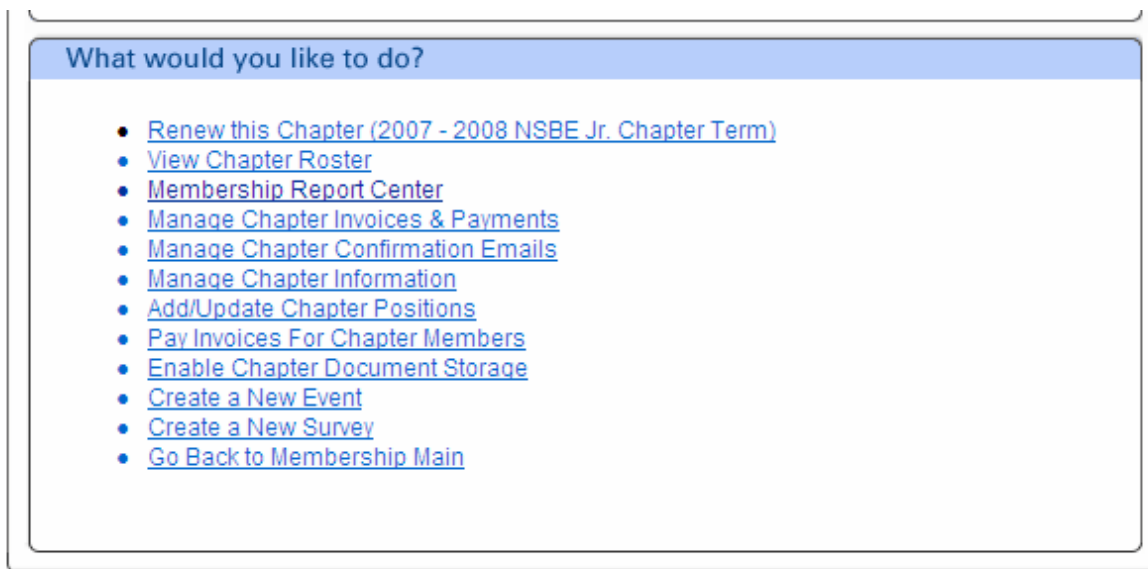 What would you like to do?
Renew this Chapter (2007 - 2008 NSBE Jr. Chapter Term)
View Chapter Roster
Membership Report Center
Manage Chapter Invoices & Payments
Manage Chapter Confirmation Emails
Manage Chapter Information
Add/Update Chapter Positions
Pay Invoices For Chapter Members
Enable Chapter Document Storage
Create a New Event
Create a New Survey
Go Back to Membership Main